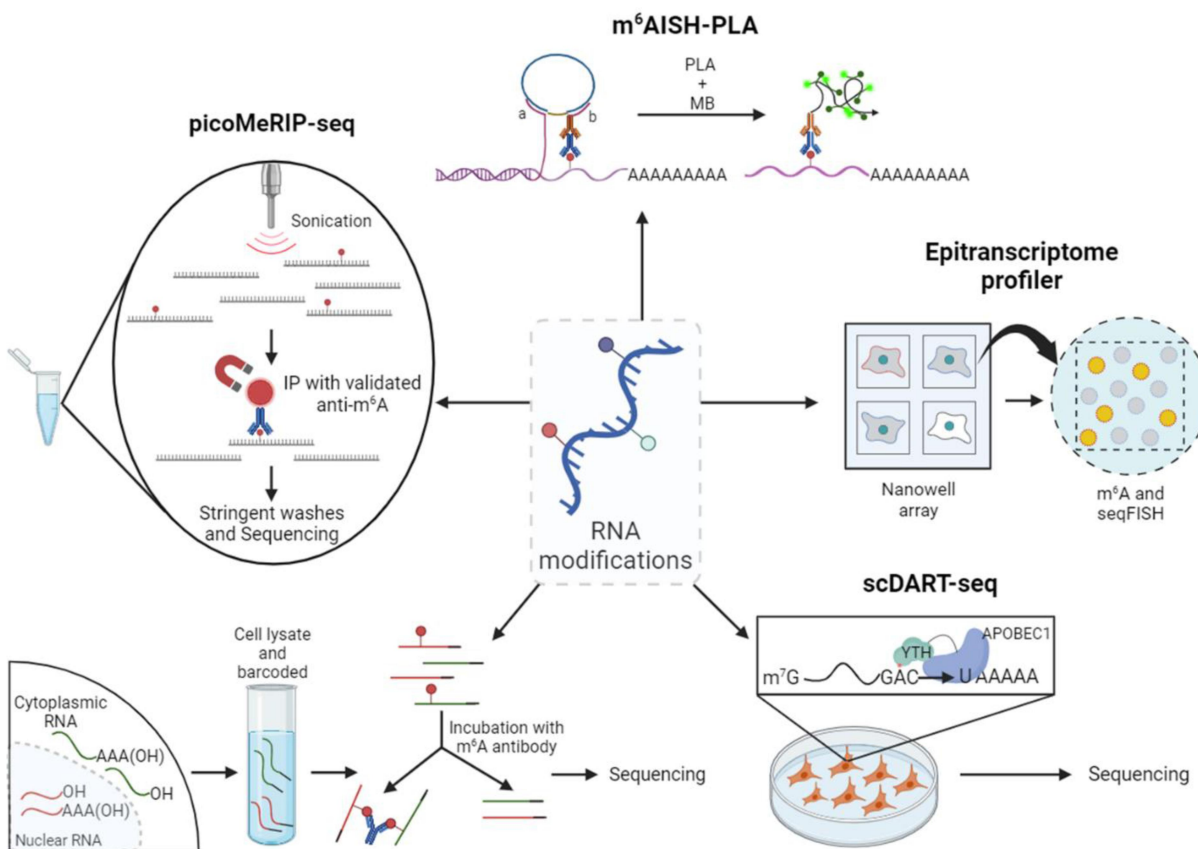 m⁶AISH-PLA
PLA
+
MB
a
b
AAAAAAAAA
AAAAAAAAA
picoMeRIP-seq
Sonication
IP with validated
anti-m⁶A
Stringent washes
and Sequencing
Epitranscriptome
profiler
Nanowell
array
m⁶A and
seqFISH
RNA
modifications
scDART-seq
APOBEC1
YTH
m⁷G
GAC
U
AAAAA
Sequencing
Cell lysate
and
barcoded
Cytoplasmic
RNA
AAA(OH)
OH
OH
AAA(OH)
Nuclear RNA
Incubation with
m⁶A antibody
Sequencing